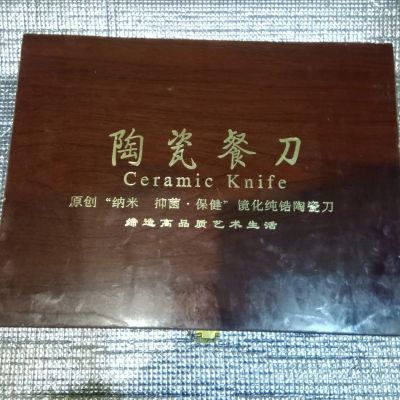 陶瓷餐刀
Ceramic Knife
原创“纳米 抑菌·保健”镜化纯锆陶瓷刀
缔造高品质艺术生活